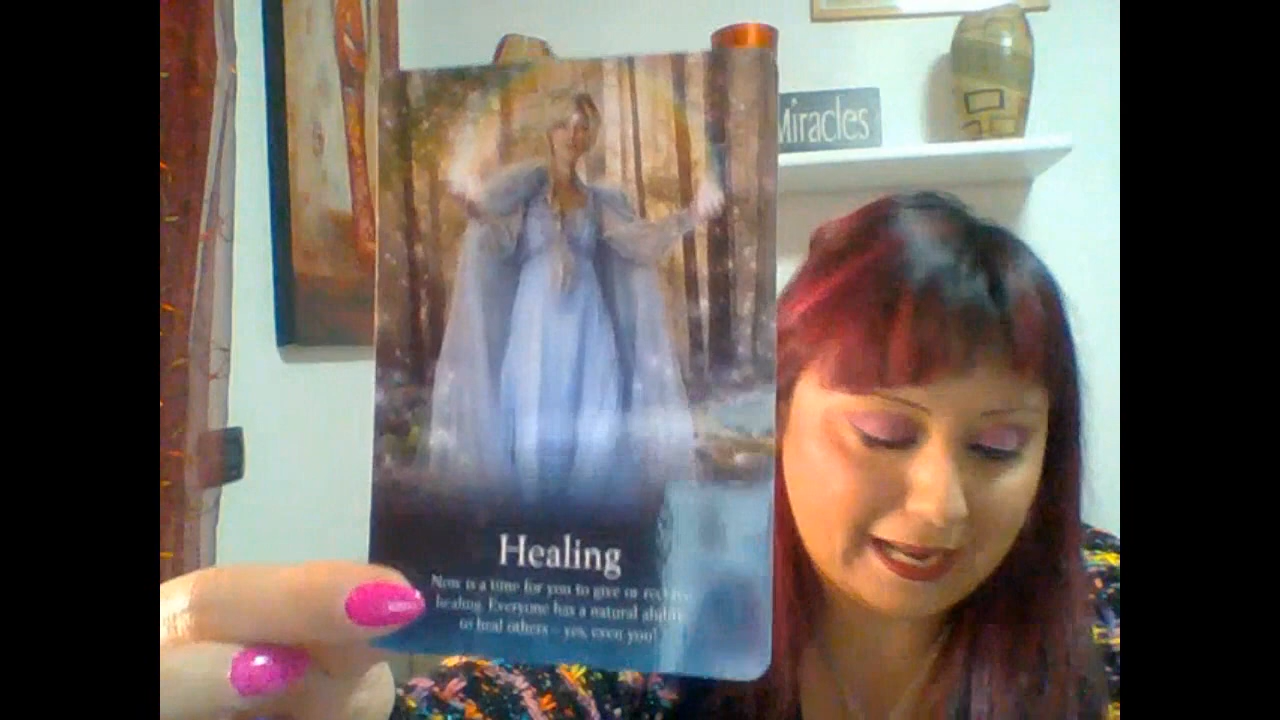 Miracles
Healing
Now is a time for you to give or receive
healing. Everyone has a natural ability
to heal others – yes, even you!